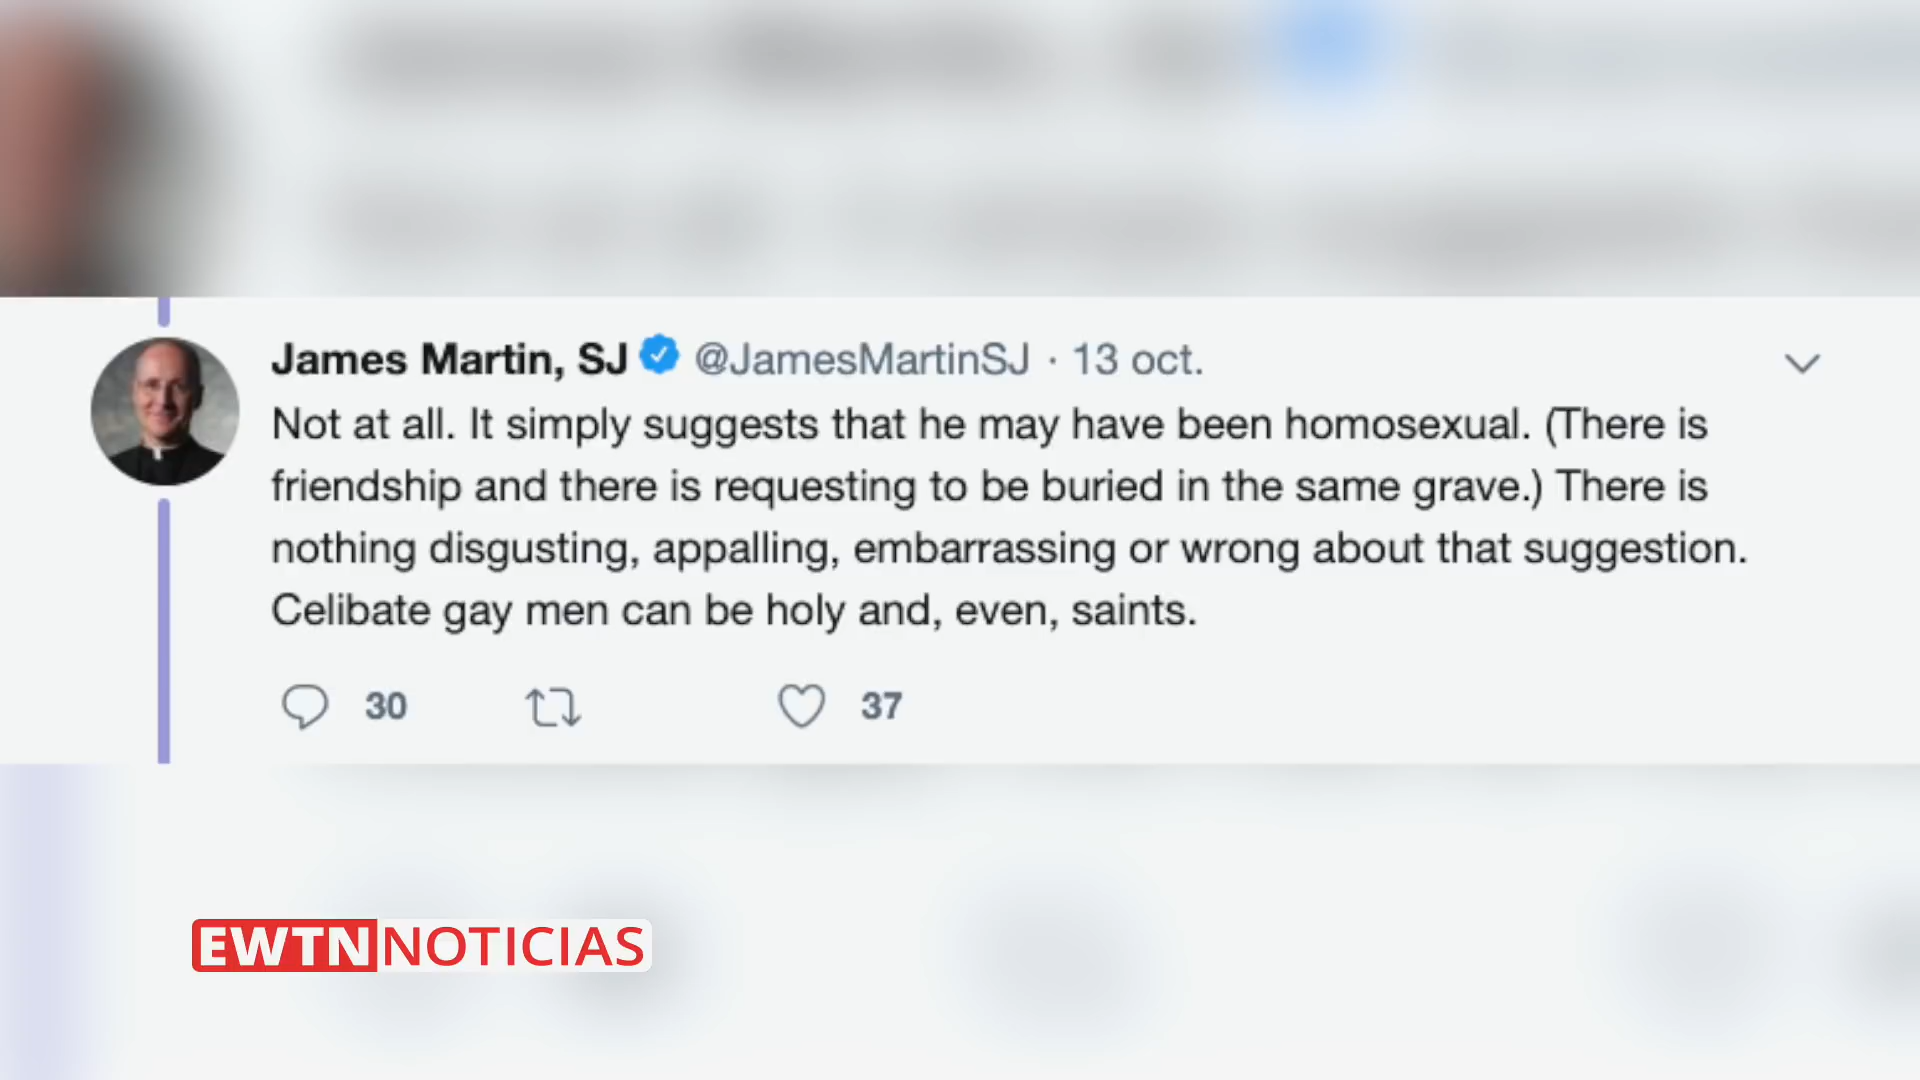 James Martin, SJ @JamesMartinSJ · 13 oct.
Not at all. It simply suggests that he may have been homosexual. (There is
friendship and there is requesting to be buried in the same grave.) There is
nothing disgusting, appalling, embarrassing or wrong about that suggestion.
Celibate gay men can be holy and, even, saints.
30 37
EWTN NOTICIAS